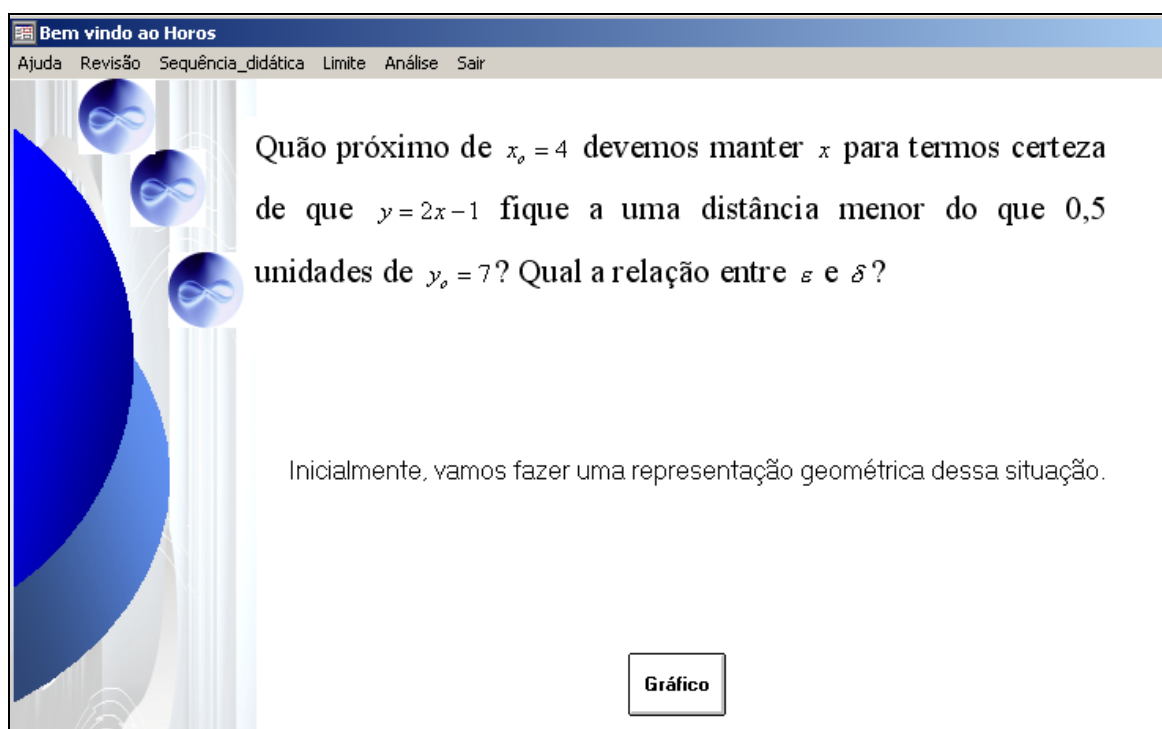 Bem vindo ao Horos
Ajuda Revisão Sequência_didática Limite Análise Sair
Quão próximo de x₀ = 4 devemos manter x para termos certeza
de que y = 2x − 1 fique a uma distância menor do que 0,5
unidades de y₀ = 7? Qual a relação entre ε e δ?
Inicialmente, vamos fazer uma representação geométrica dessa situação.
Gráfico